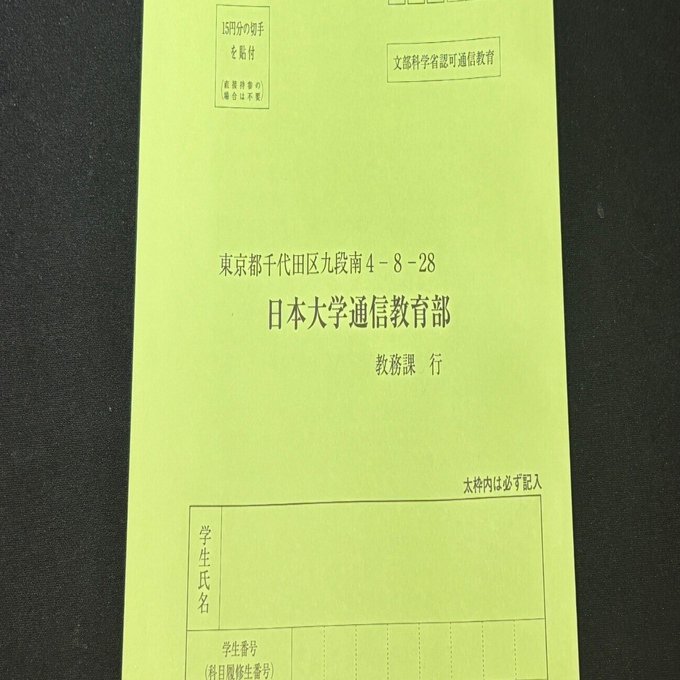 15円分の切手
を貼付
(直接持参の
場合は不要)
文部科学省認可通信教育
東京都千代田区九段南4-8-28
日本大学通信教育部
教務課 行
太枠内は必ず記入
学生氏名
学生番号
(科目履修生番号)